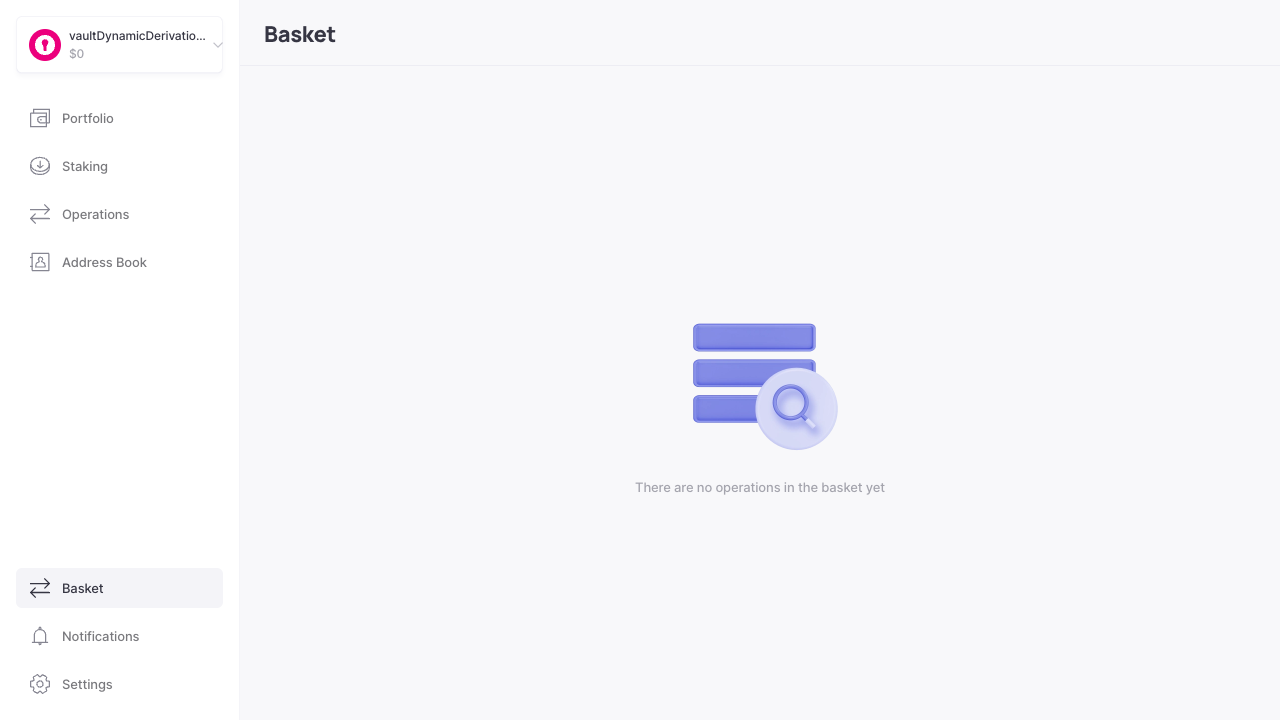 vaultDynamicDerivatio...
$0
Portfolio
Staking
Operations
Address Book
Basket
Notifications
Settings
Basket
There are no operations in the basket yet